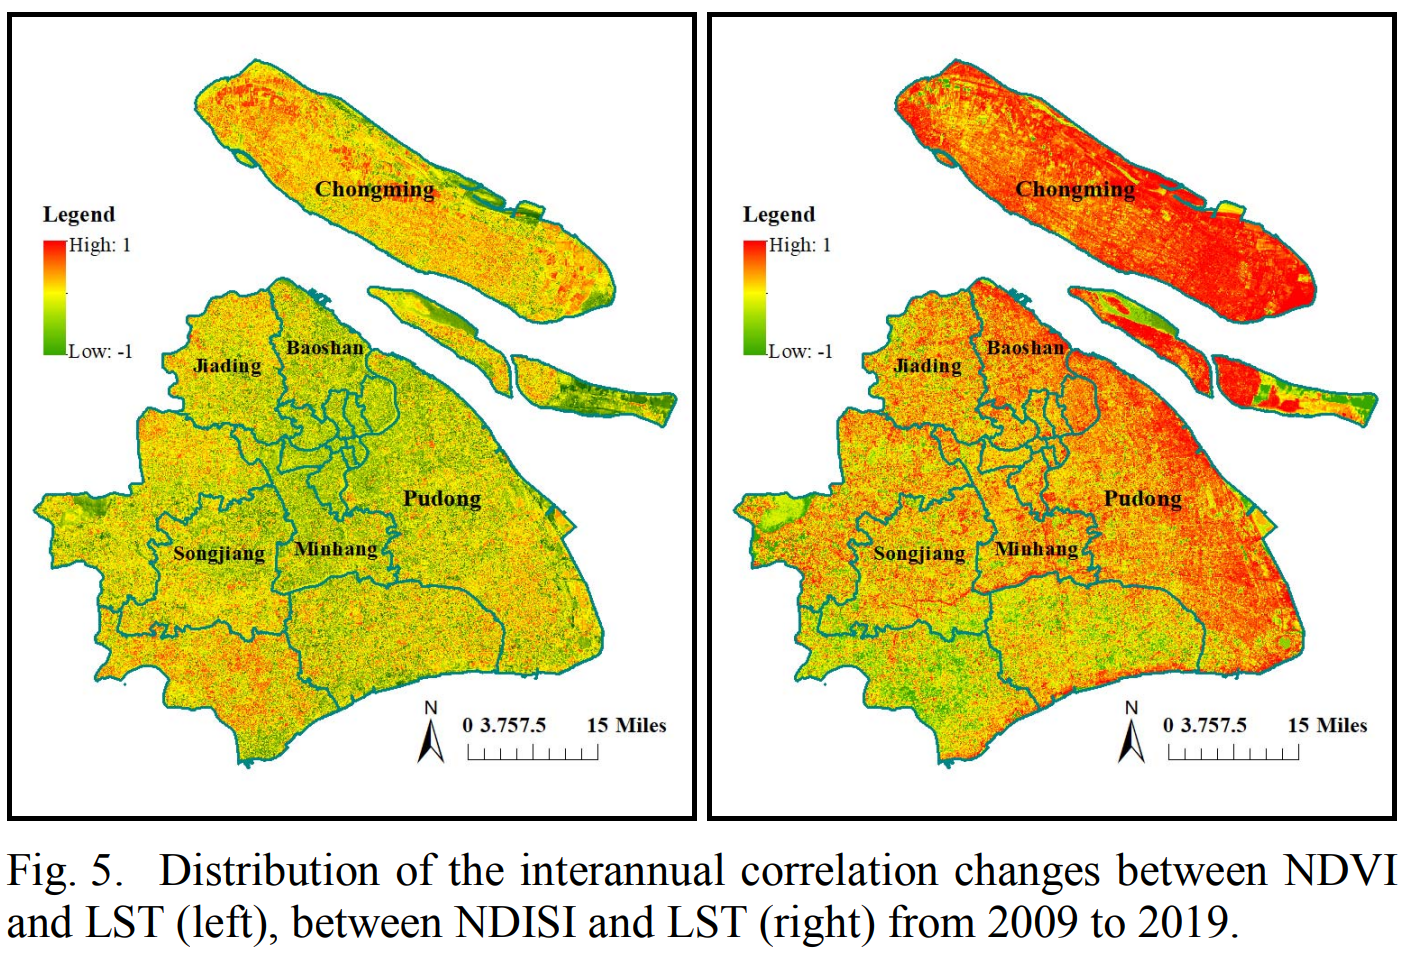 Chongming
Legend
High: 1
Low: -1
Baoshan
Jiading
Pudong
Songjiang
Minhang
N
0 3.757.5 15 Miles
Chongming
Legend
High: 1
Low: -1
Baoshan
Jiading
Pudong
Songjiang
Minhang
N
0 3.757.5 15 Miles
Fig. 5. Distribution of the interannual correlation changes between NDVI
and LST (left), between NDISI and LST (right) from 2009 to 2019.